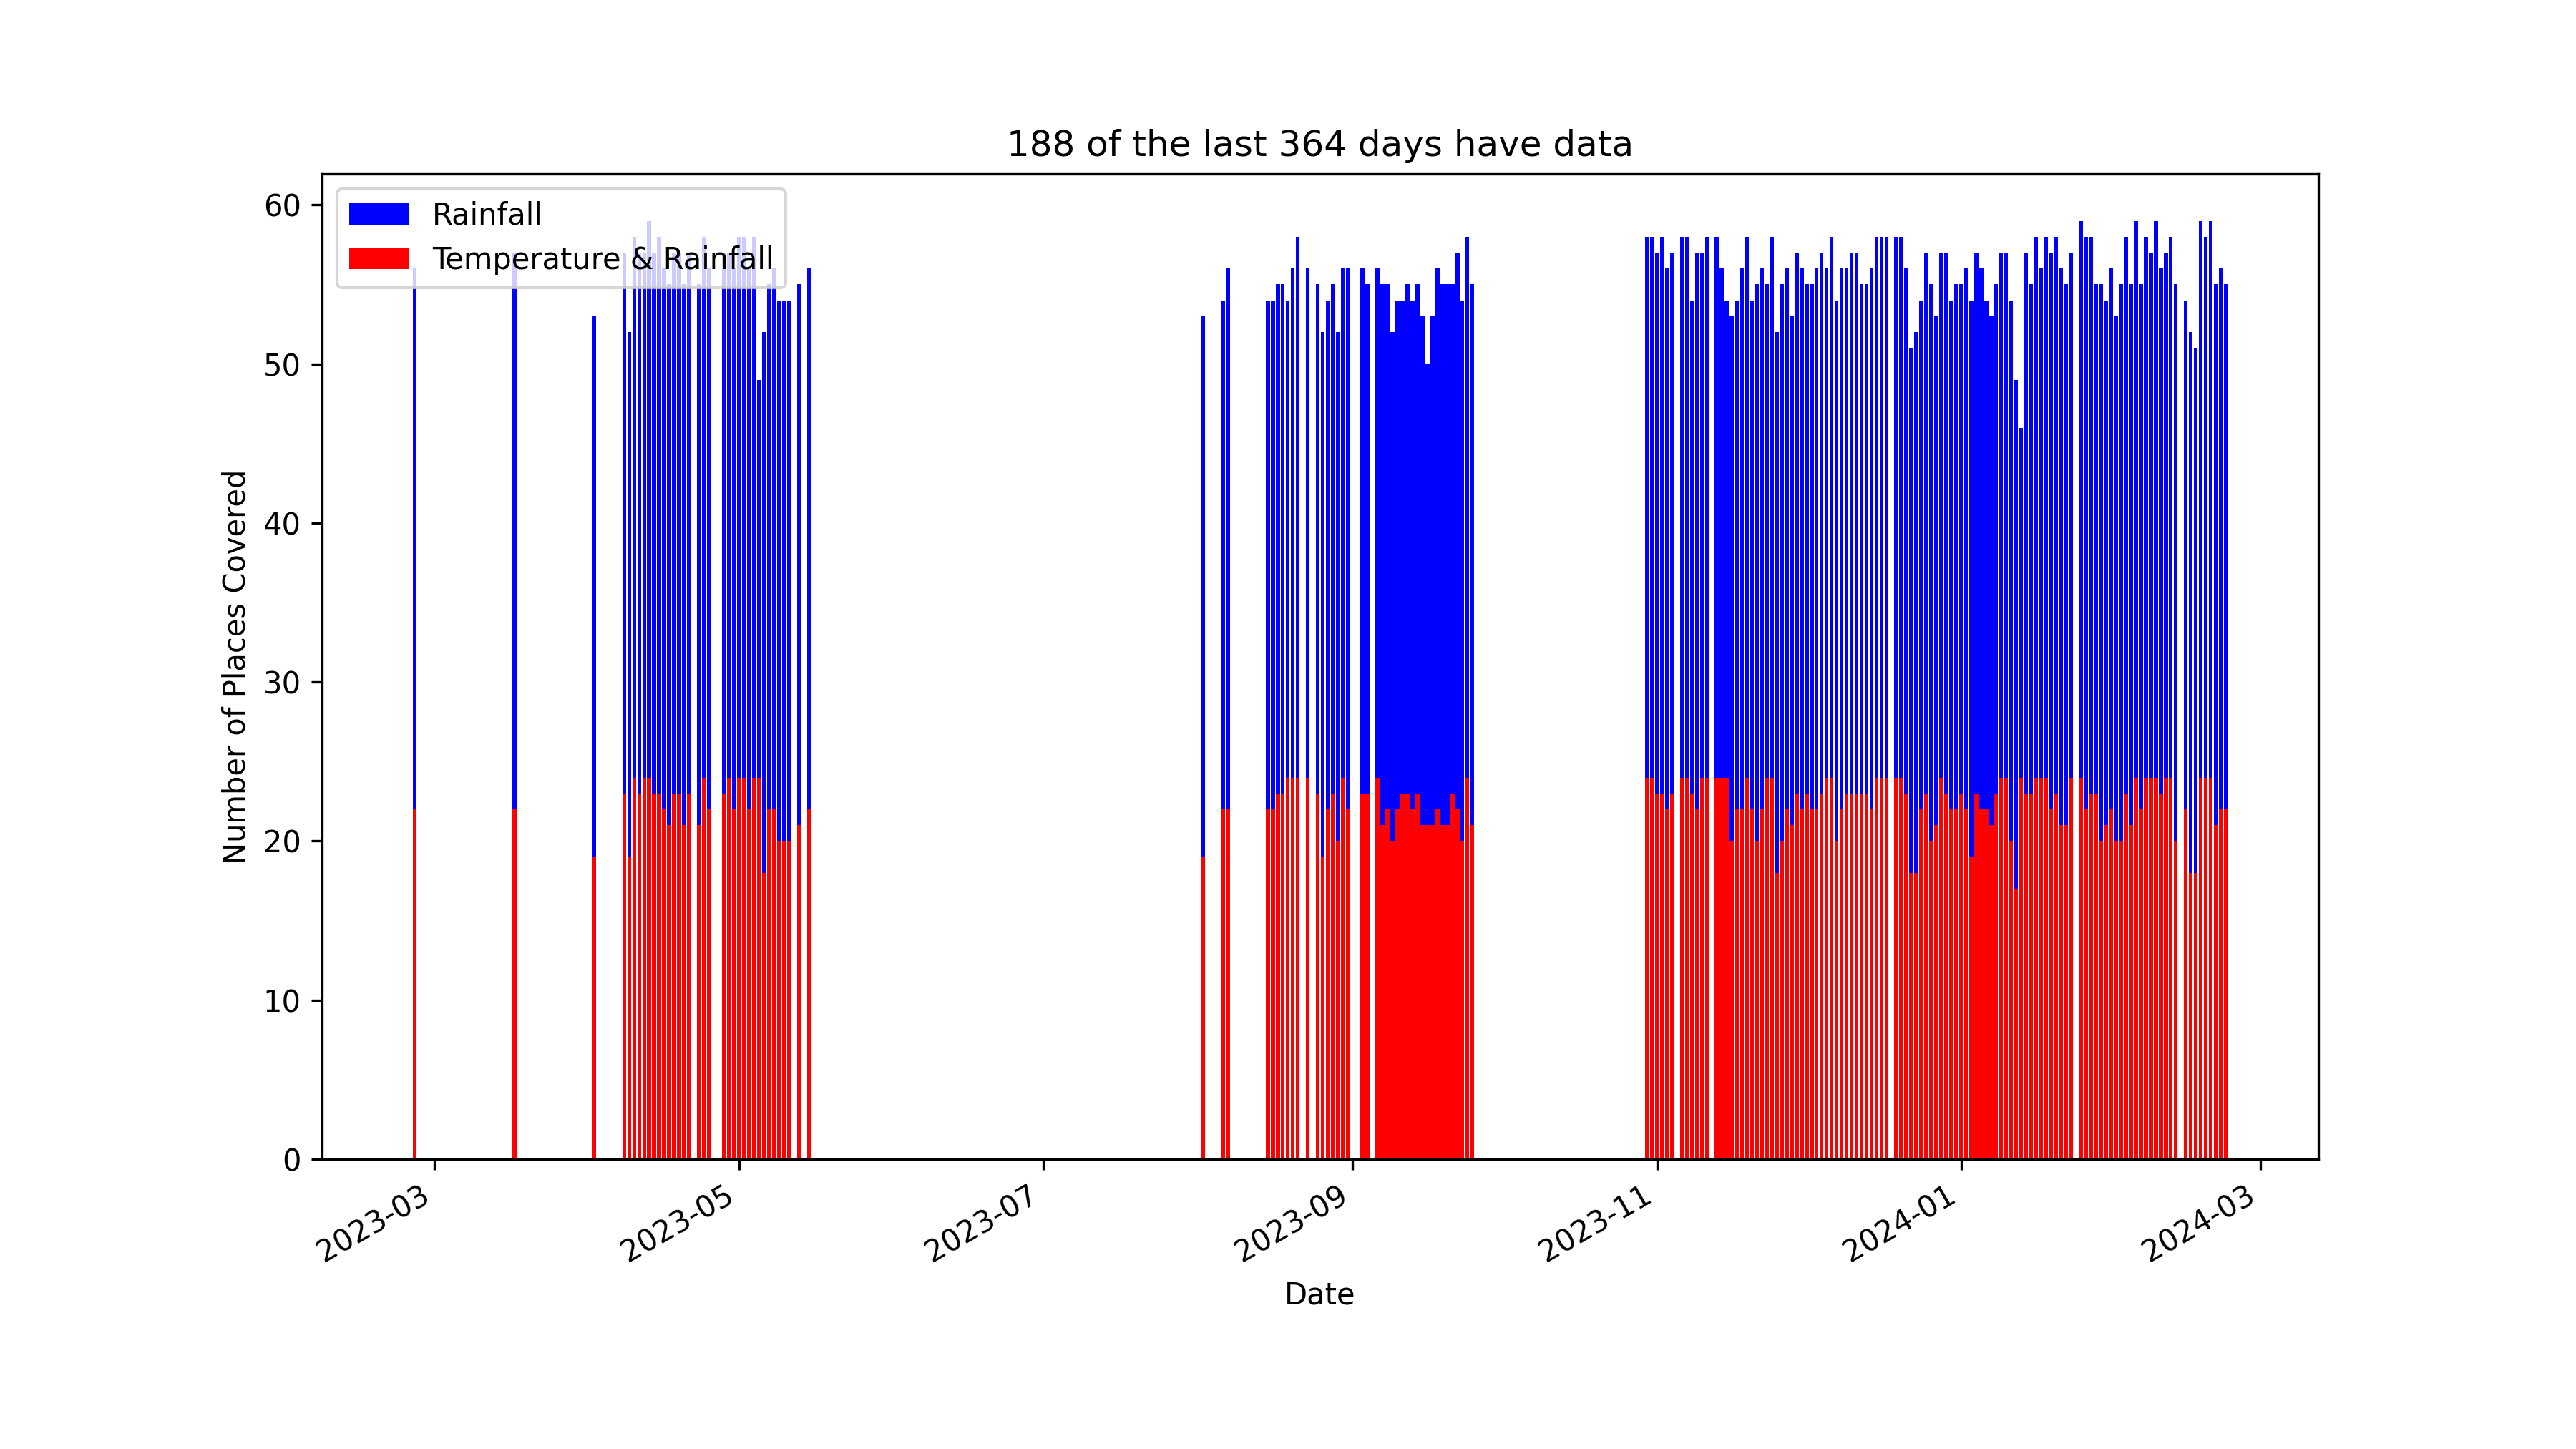 188 of the last 364 days have data
Rainfall
Temperature & Rainfall
60
50
40
30
20
10
0
Number of Places Covered
2023-03
2023-05
2023-07
2023-09
2023-11
2024-01
2024-03
Date